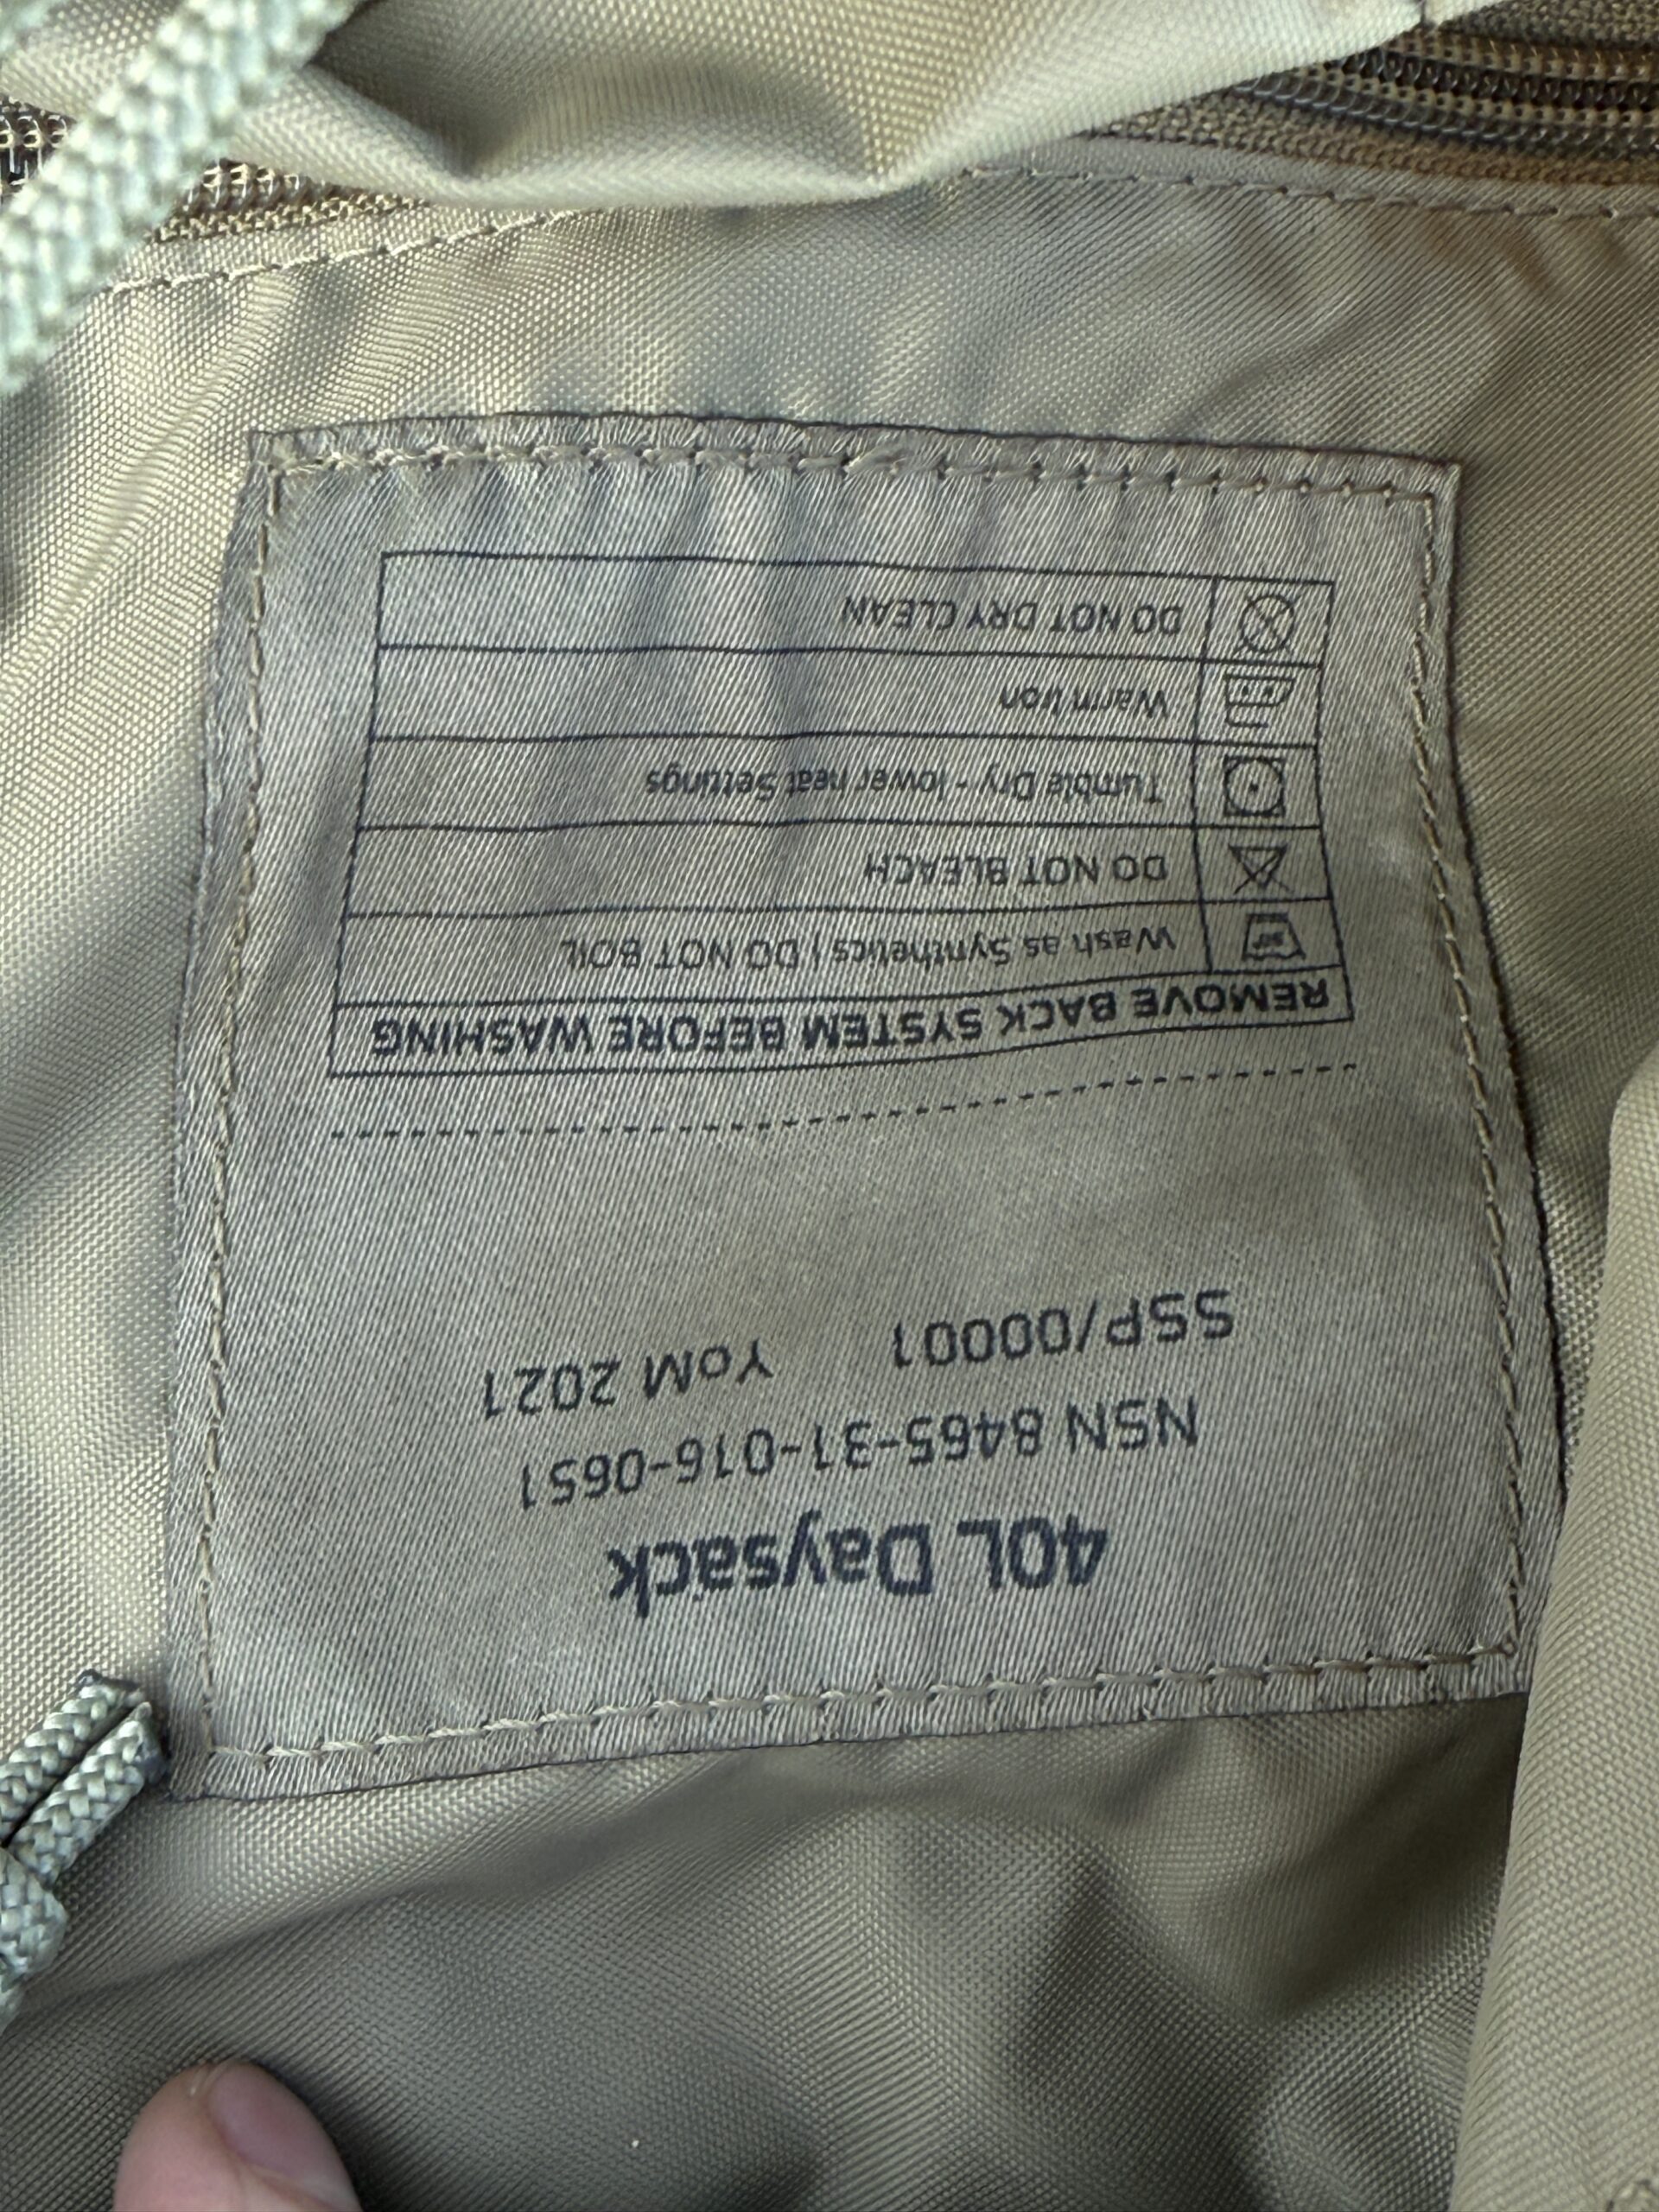 40L Daysack
NSN 8465-31-016-0651
SSP/00001 YoM 2021
REMOVE BACK SYSTEM BEFORE WASHING
Wash as Synthetics | DO NOT BOIL
DO NOT BLEACH
Tumble Dry - lower heat Settings
Warm Iron
DO NOT DRY CLEAN